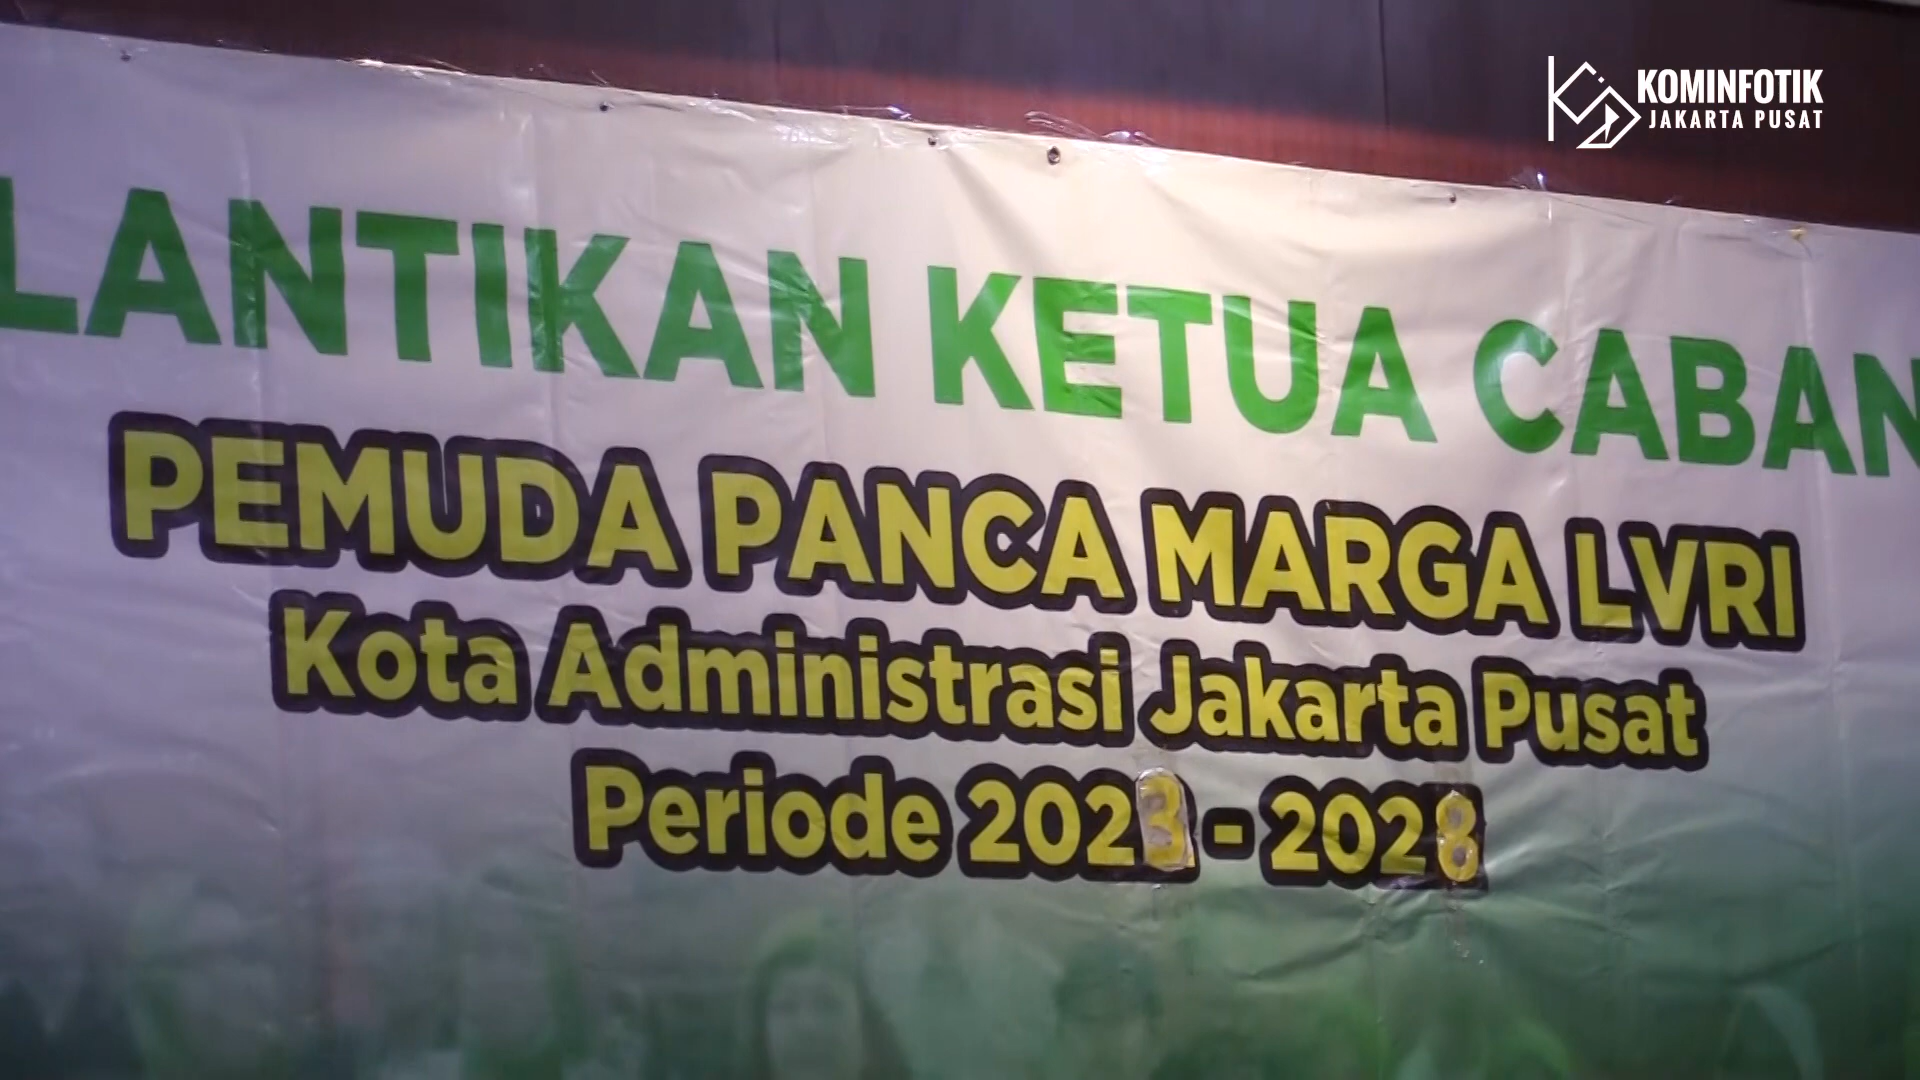 KOMINFOTIK
JAKARTA PUSAT
LANTIKAN KETUA CABAN
PEMUDA PANCA MARGA LVRI
Kota Administrasi Jakarta Pusat
Periode 2023 - 2028